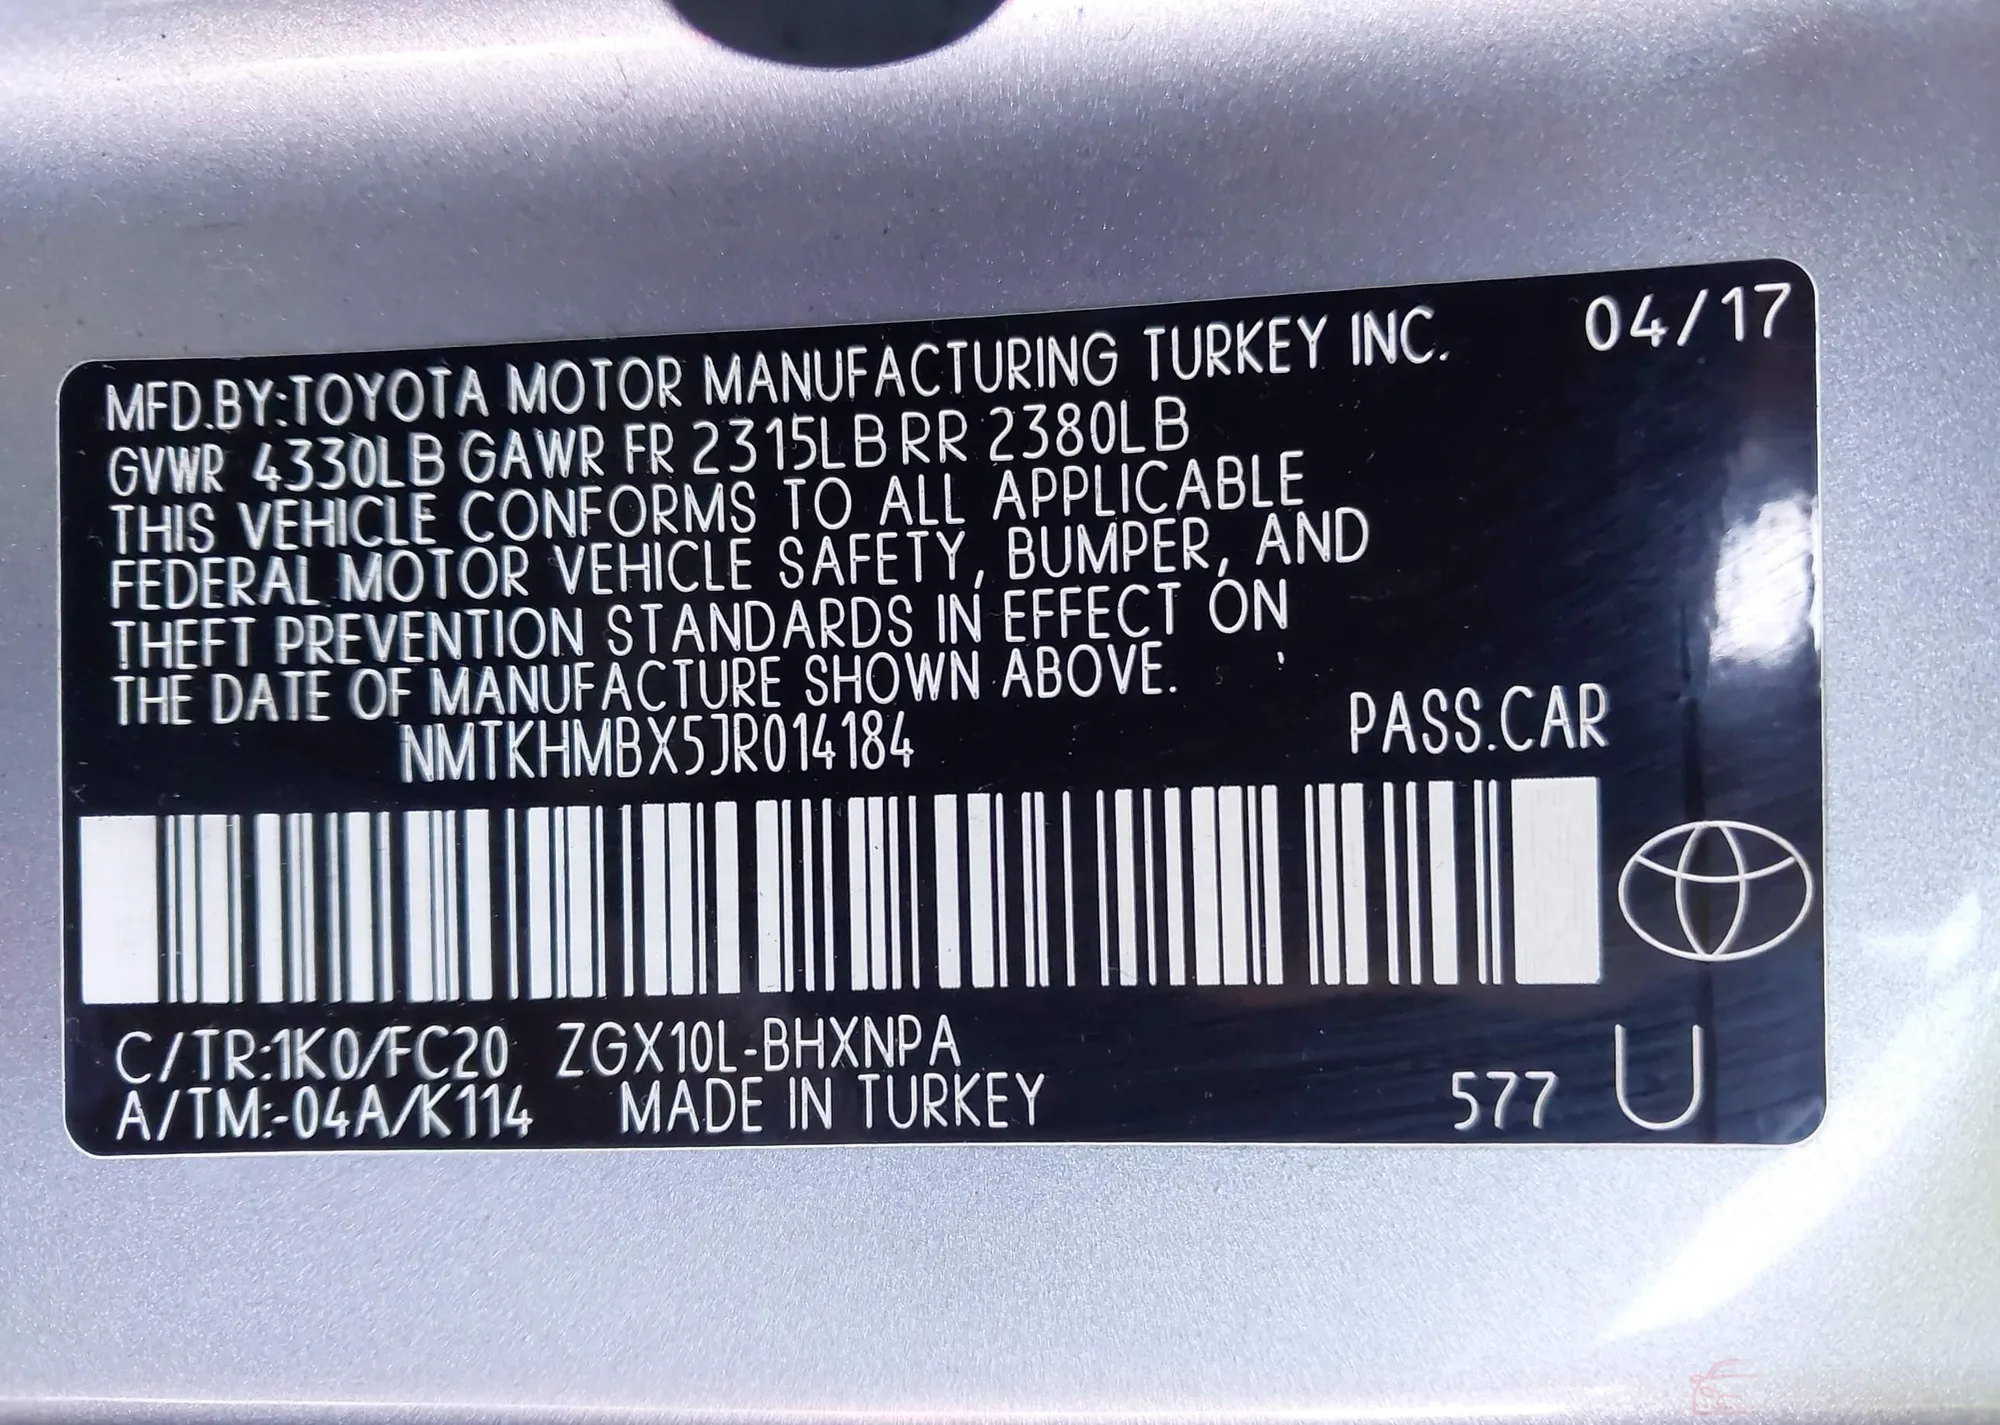 MFD.BY:TOYOTA MOTOR MANUFACTURING TURKEY INC. 04/17
GVWR 4330LB GAWR FR 2315LB RR 2380LB
THIS VEHICLE CONFORMS TO ALL APPLICABLE
FEDERAL MOTOR VEHICLE SAFETY, BUMPER, AND
THEFT PREVENTION STANDARDS IN EFFECT ON
THE DATE OF MANUFACTURE SHOWN ABOVE.
NMTKHMBX5JR014184 PASS.CAR
C/TR:1K0/FC20 ZGX10L-BHXNPA
A/TM:-04A/K114 MADE IN TURKEY 577 U